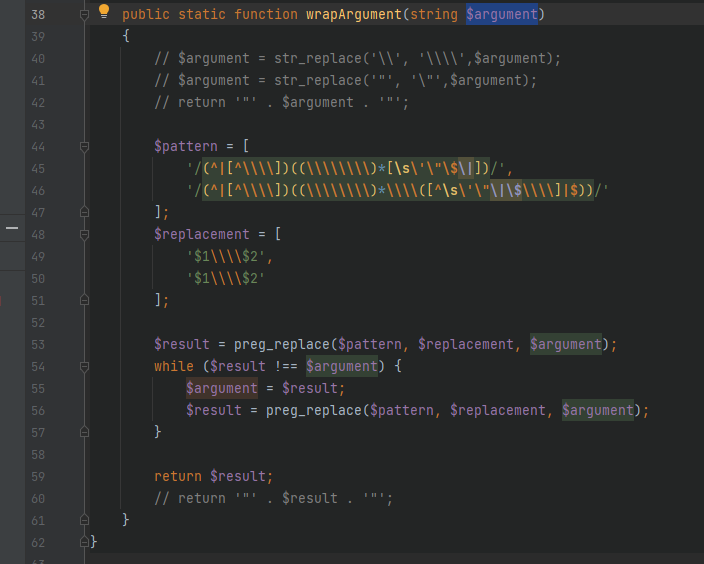 38 public static function wrapArgument(string $argument)
39 {
40 // $argument = str_replace('\\', '\\\\',$argument);
41 // $argument = str_replace('"', '\"',$argument);
42 // return '"' . $argument . '"';
43
44 $pattern = [
45 '/(^|[^\\\\])((\\\\\\\\)*[\s\'\"\$\|])/',
46 '/(^|[^\\\\])((\\\\\\\\)*\\\\([^\s\'\"\|\$\\\\]|$))/'
47 ];
48 $replacement = [
49 '$1\\\\$2',
50 '$1\\\\$2'
51 ];
52
53 $result = preg_replace($pattern, $replacement, $argument);
54 while ($result !== $argument) {
55 $argument = $result;
56 $result = preg_replace($pattern, $replacement, $argument);
57 }
58
59 return $result;
60 // return '"' . $result . '"';
61 }
62 }